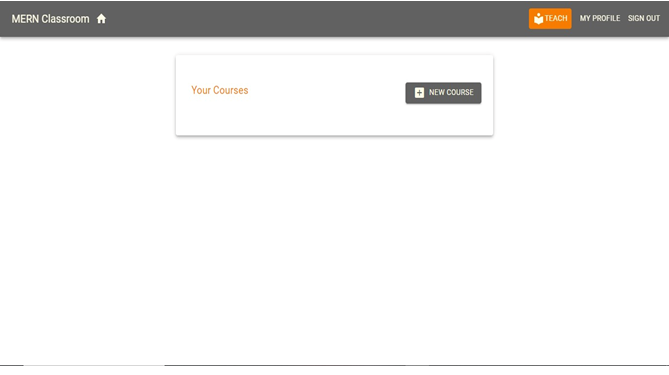 MERN Classroom
TEACH
MY PROFILE
SIGN OUT
Your Courses
NEW COURSE